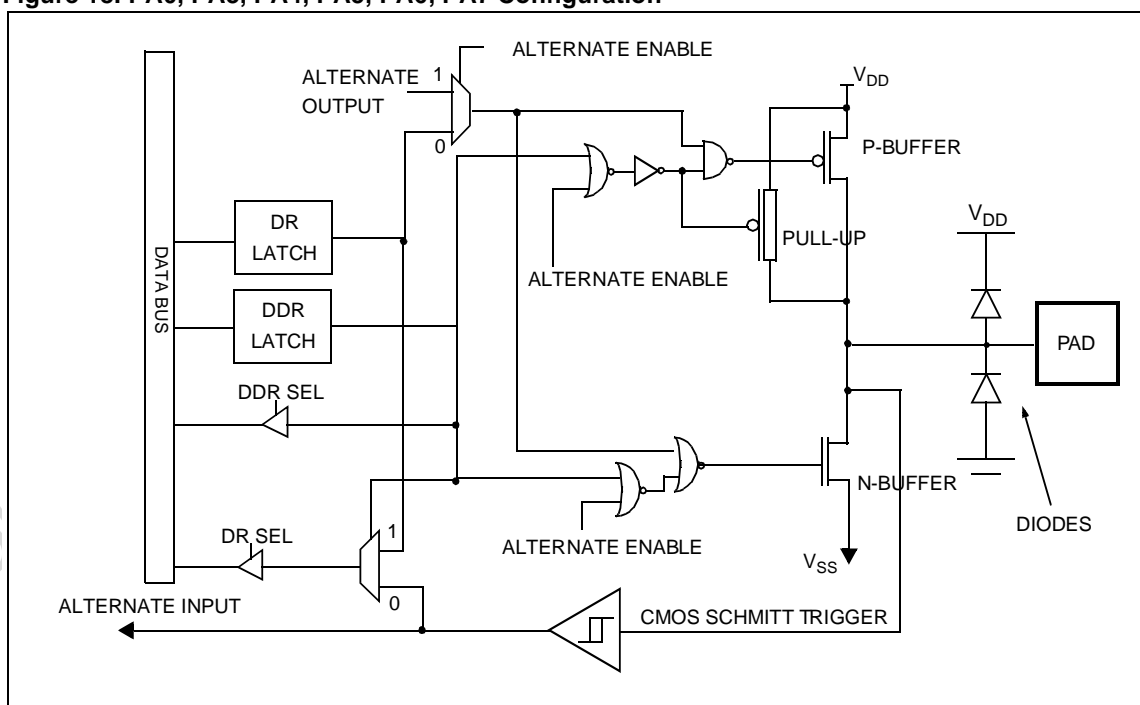 ALTERNATE ENABLE
ALTERNATE
OUTPUT
1
0
VDD
P-BUFFER
PULL-UP
ALTERNATE ENABLE
VDD
DATA BUS
DR
LATCH
DDR
LATCH
PAD
DDR SEL
N-BUFFER
DIODES
DR SEL
1
0
ALTERNATE ENABLE
VSS
ALTERNATE INPUT
CMOS SCHMITT TRIGGER